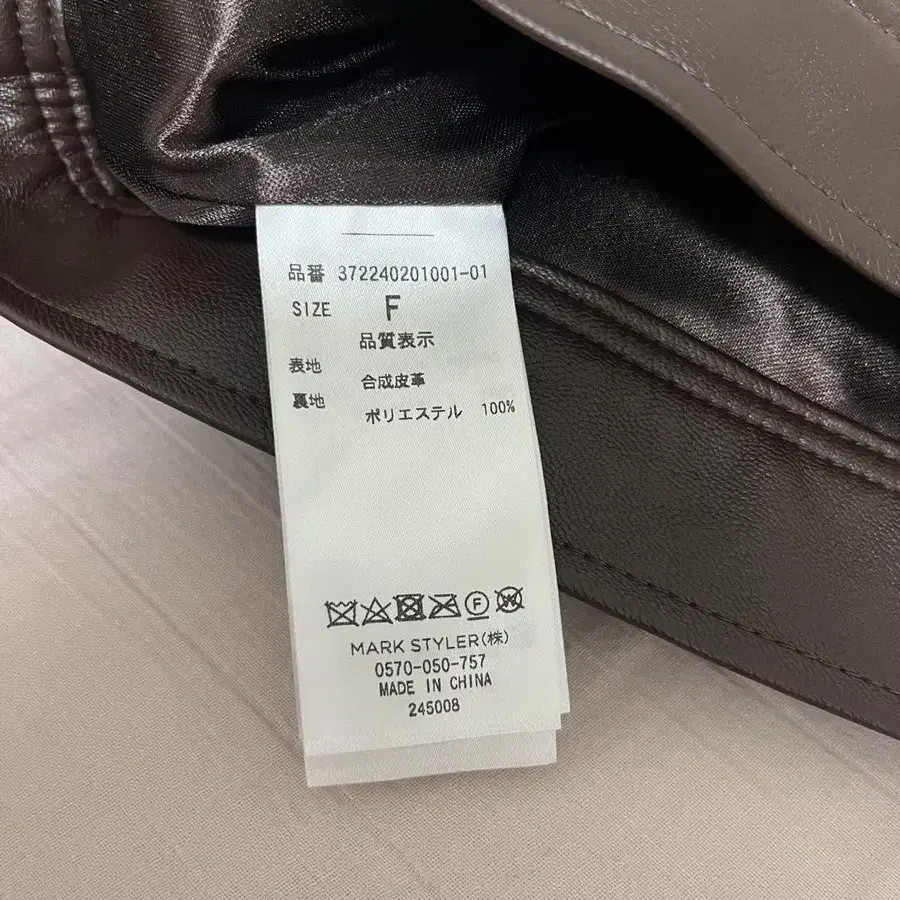 品番 372240201001-01
SIZE F
品質表示
表地 合成皮革
裏地 ポリエステル 100%
F W
MARK STYLER(株)
0570-050-757
MADE IN CHINA
245008